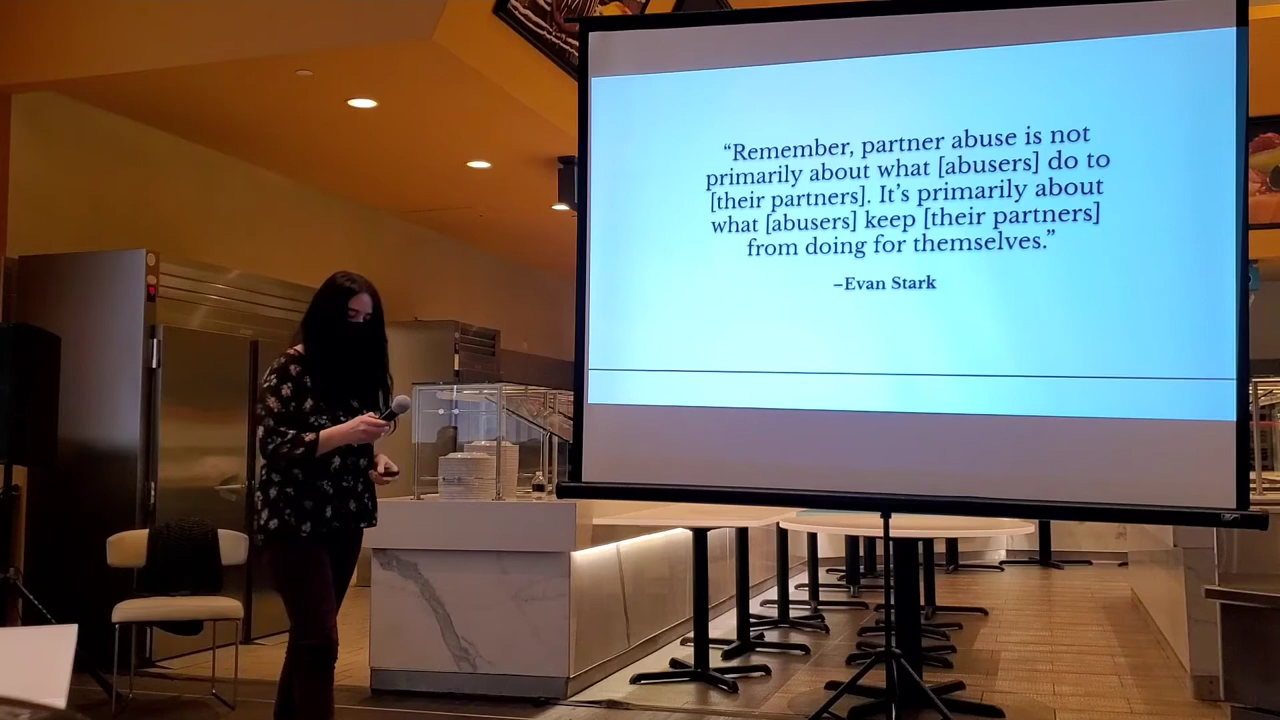 “Remember, partner abuse is not
primarily about what [abusers] do to
[their partners]. It’s primarily about
what [abusers] keep [their partners]
from doing for themselves.”
–Evan Stark